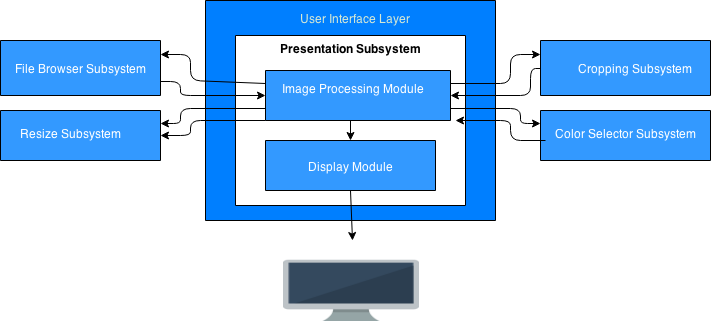 User Interface Layer
Presentation Subsystem
File Browser Subsystem
Image Processing Module
Cropping Subsystem
Resize Subsystem
Color Selector Subsystem
Display Module